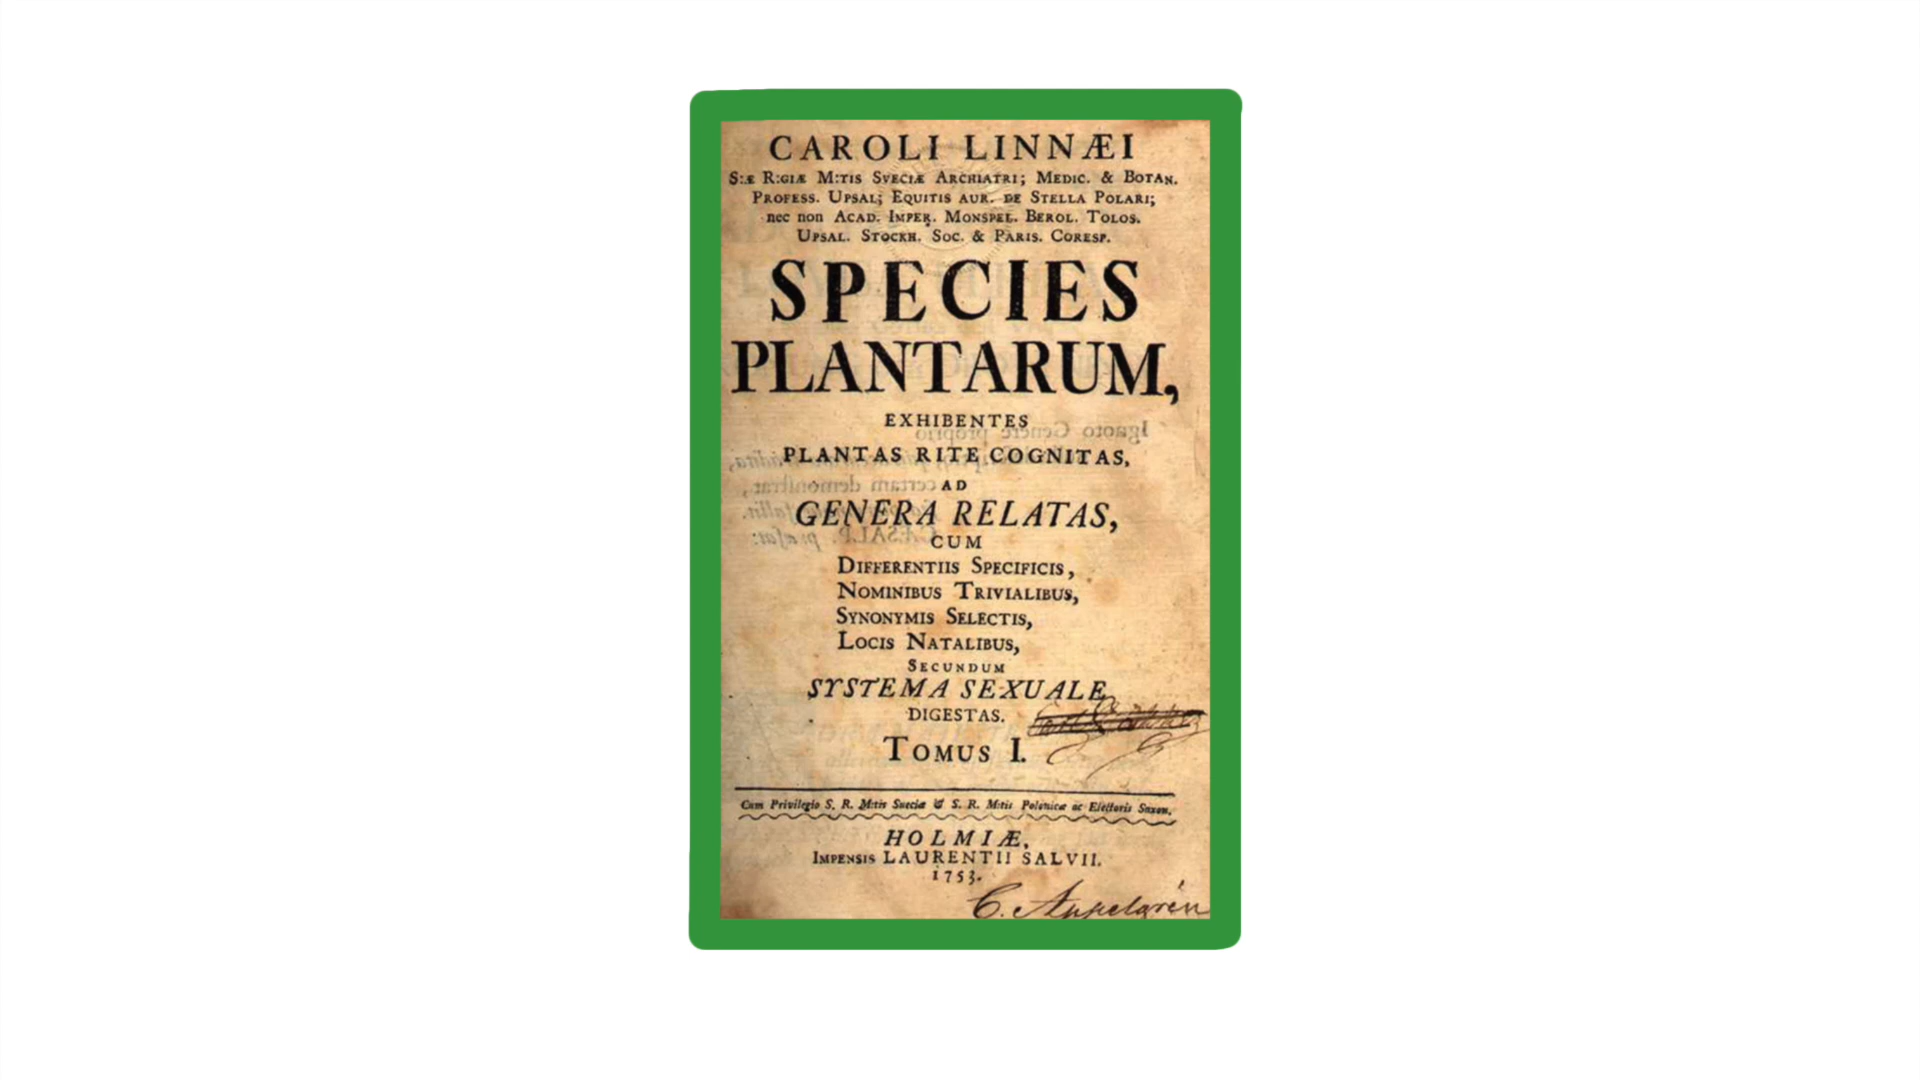 CAROLI LINNÆI
S:Æ R:GIÆ M:TIS SVECIÆ ARCHIATRI; MEDIC. & BOTAN.
PROFESS. UPSAL; EQUITIS AUR. DE STELLA POLARI;
nec non ACAD. IMPER. MONSPEL. BEROL. TOLOS.
UPSAL. STOCKH. SOC. & PARIS. CORESP.
SPECIES
PLANTARUM,
EXHIBENTES
PLANTAS RITE COGNITAS,
AD
GENERA RELATAS,
CUM
DIFFERENTIIS SPECIFICIS,
NOMINIBUS TRIVIALIBUS,
SYNONYMIS SELECTIS,
LOCIS NATALIBUS,
SECUNDUM
SYSTEMA SEXUALE
DIGESTAS.
TOMUS I.
Cum Privilegio S. R. M:tis Sueciæ & S. R. M:tis Polonicæ ac Electoris Saxon.
HOLMIÆ,
IMPENSIS LAURENTII SALVII.
1753.